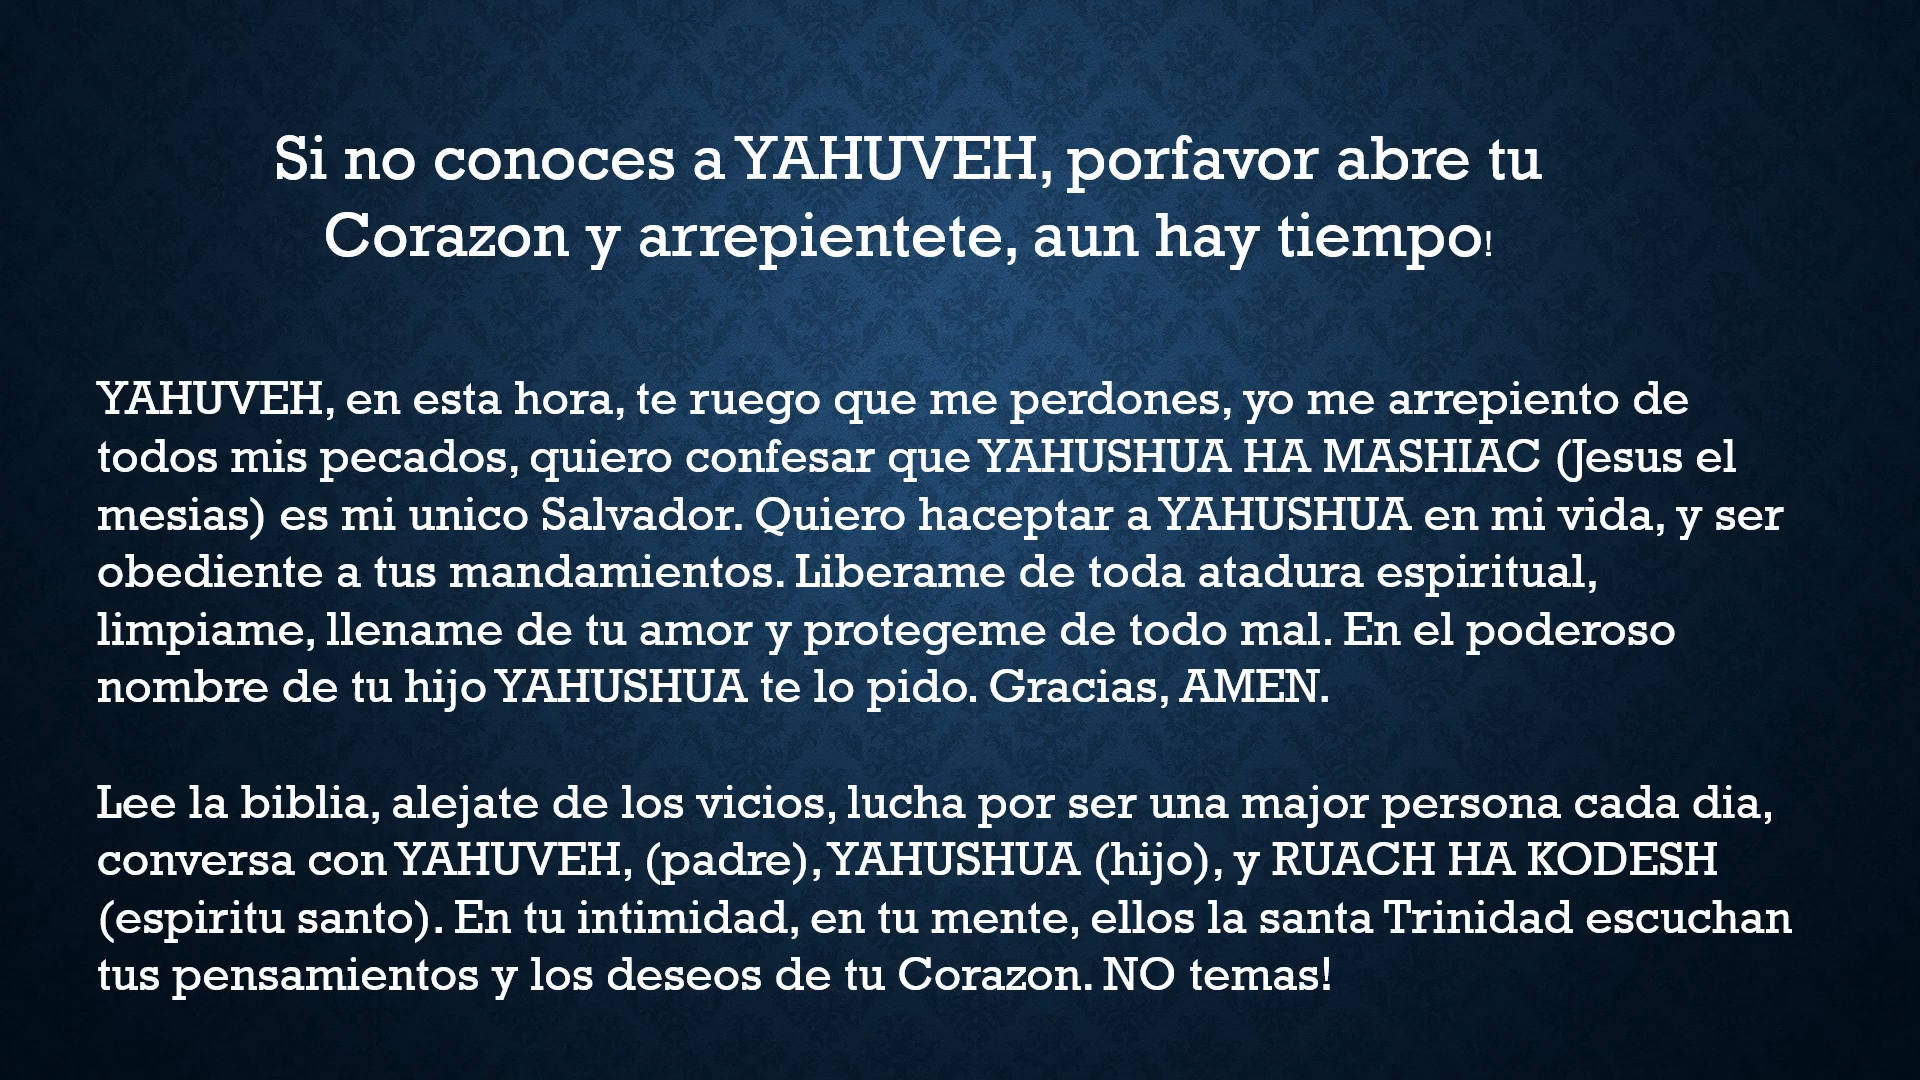 Si no conoces a YAHUVEH, porfavor abre tu
Corazon y arrepientete, aun hay tiempo!
YAHUVEH, en esta hora, te ruego que me perdones, yo me arrepiento de
todos mis pecados, quiero confesar que YAHUSHUA HA MASHIAC (Jesus el
mesias) es mi unico Salvador. Quiero haceptar a YAHUSHUA en mi vida, y ser
obediente a tus mandamientos. Liberame de toda atadura espiritual,
limpiame, llename de tu amor y protegeme de todo mal. En el poderoso
nombre de tu hijo YAHUSHUA te lo pido. Gracias, AMEN.
Lee la biblia, alejate de los vicios, lucha por ser una major persona cada dia,
conversa con YAHUVEH, (padre), YAHUSHUA (hijo), y RUACH HA KODESH
(espiritu santo). En tu intimidad, en tu mente, ellos la santa Trinidad escuchan
tus pensamientos y los deseos de tu Corazon. NO temas!